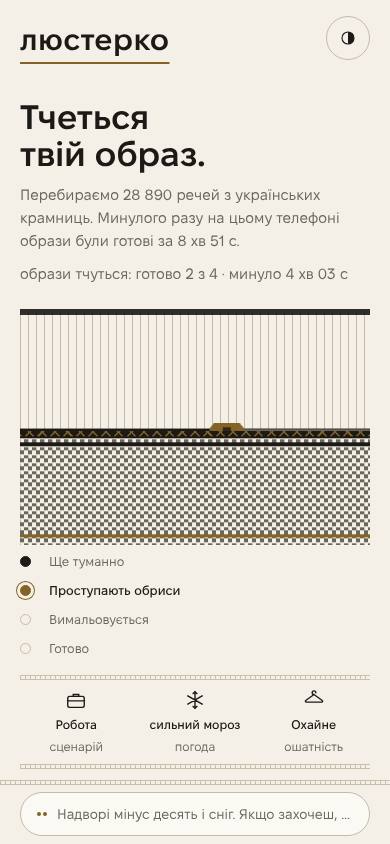 люстерко
Тчеться
твій образ.
Перебираємо 28 890 речей з українських
крамниць. Минулого разу на цьому телефоні
образи були готові за 8 хв 51 с.
образи тчуться: готово 2 з 4 · минуло 4 хв 03 с
Ще туманно
Проступають обриси
Вимальовується
Готово
Робота сильний мороз Охайне
сценарій погода ошатність
Надворі мінус десять і сніг. Якщо захочеш, ...